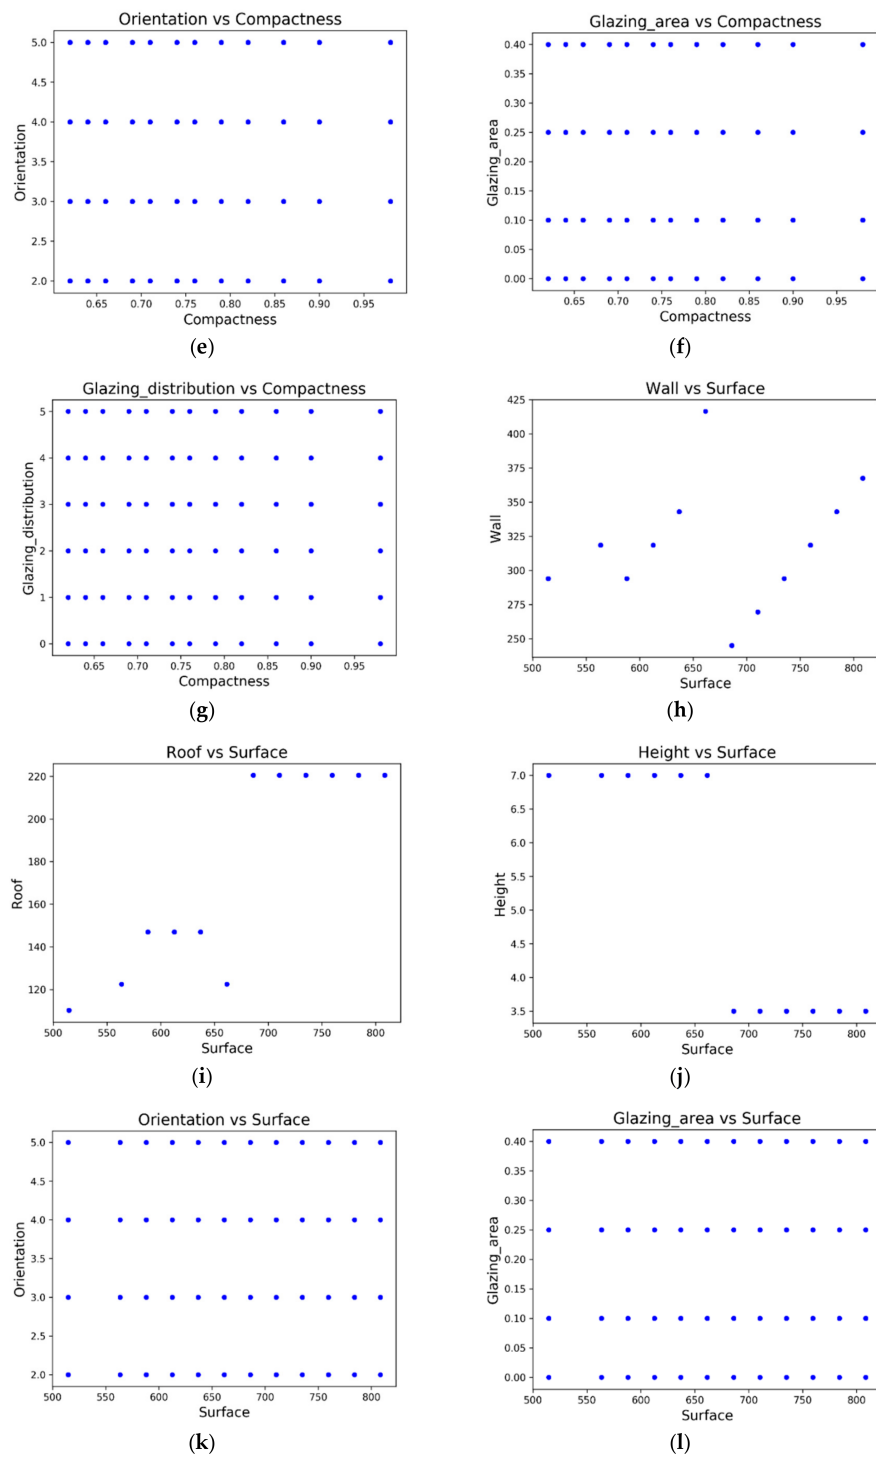 Orientation vs Compactness
5.0
4.5
4.0
3.5
3.0
2.5
2.0
Orientation
0.65 0.70 0.75 0.80 0.85 0.90 0.95
Compactness
(e)
Glazing_area vs Compactness
0.40
0.35
0.30
0.25
0.20
0.15
0.10
0.05
0.00
Glazing_area
0.65 0.70 0.75 0.80 0.85 0.90 0.95
Compactness
(f)
Glazing_distribution vs Compactness
5
4
3
2
1
0
Glazing_distribution
0.65 0.70 0.75 0.80 0.85 0.90 0.95
Compactness
(g)
Wall vs Surface
425
400
375
350
325
300
275
250
Wall
500 550 600 650 700 750 800
Surface
(h)
Roof vs Surface
220
200
180
160
140
120
Roof
500 550 600 650 700 750 800
Surface
(i)
Height vs Surface
7.0
6.5
6.0
5.5
5.0
4.5
4.0
3.5
Height
500 550 600 650 700 750 800
Surface
(j)
Orientation vs Surface
5.0
4.5
4.0
3.5
3.0
2.5
2.0
Orientation
500 550 600 650 700 750 800
Surface
(k)
Glazing_area vs Surface
0.40
0.35
0.30
0.25
0.20
0.15
0.10
0.05
0.00
Glazing_area
500 550 600 650 700 750 800
Surface
(l)